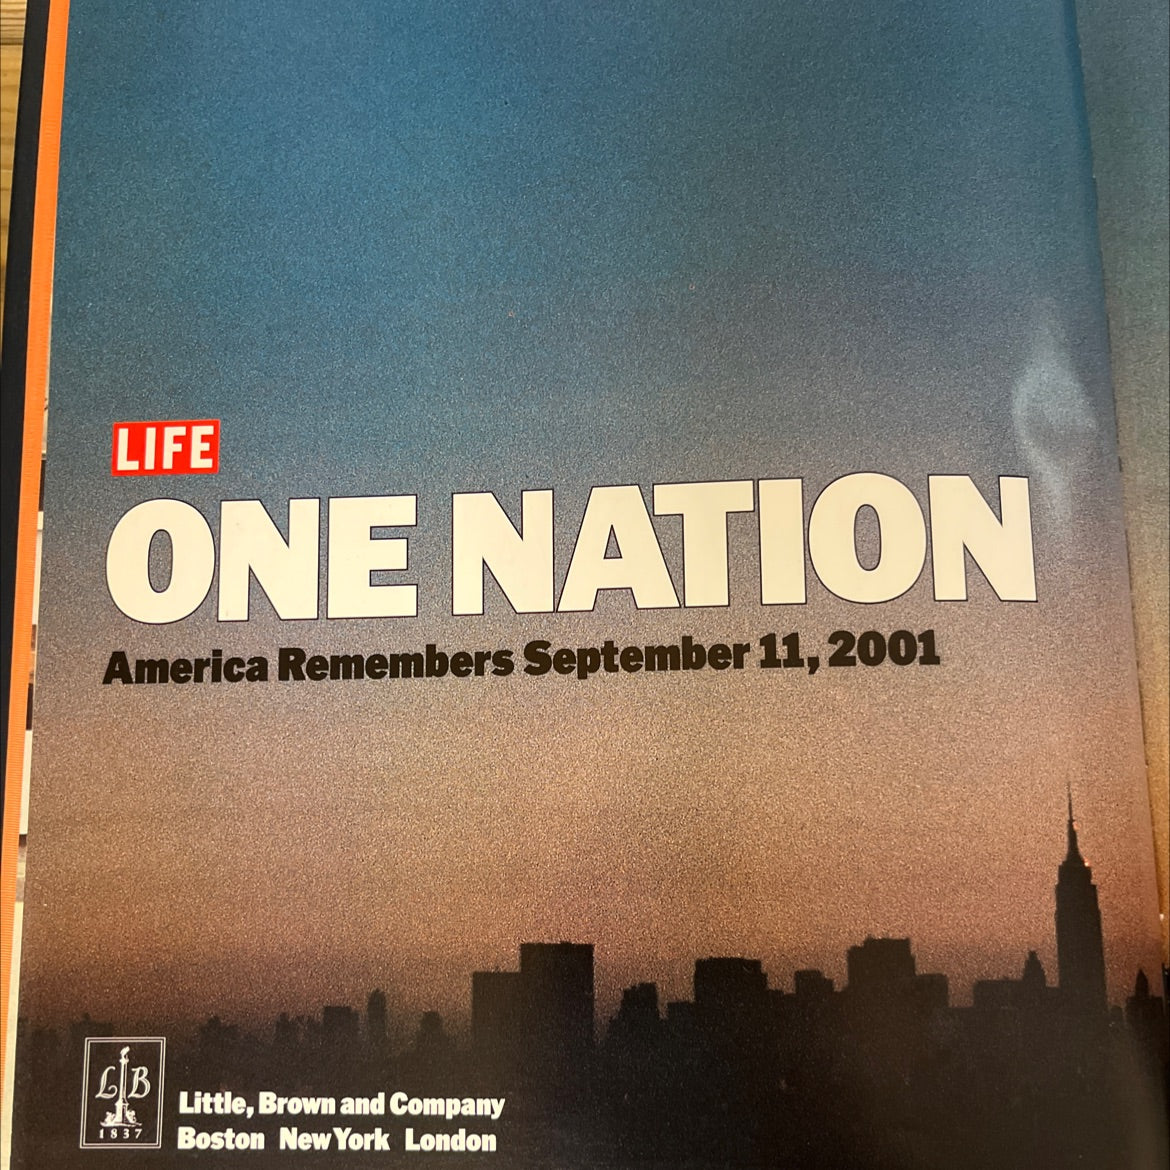 LIFE
ONE NATION
America Remembers September 11, 2001
LB
1837
Little, Brown and Company
Boston New York London